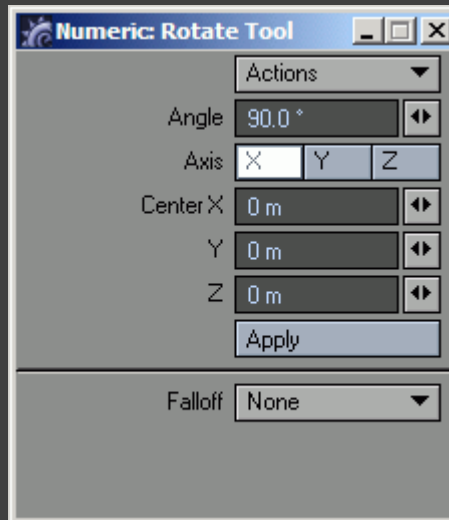 Numeric: Rotate Tool
Actions
Angle 90.0 °
Axis X Y Z
Center X 0 m
Y 0 m
Z 0 m
Apply
Falloff None